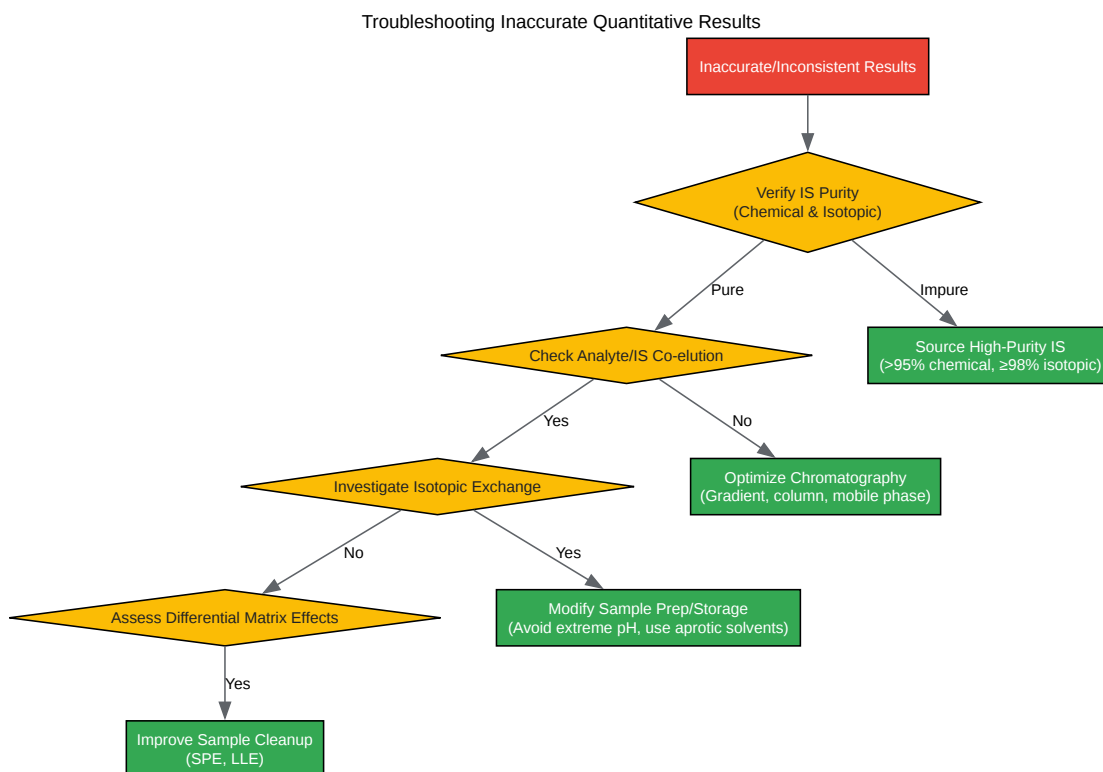 Troubleshooting Inaccurate Quantitative Results
Inaccurate/Inconsistent Results
Verify IS Purity
(Chemical & Isotopic)
Pure
Impure
Check Analyte/IS Co-elution
Source High-Purity IS
(>95% chemical, ≥98% isotopic)
Yes
No
Investigate Isotopic Exchange
Optimize Chromatography
(Gradient, column, mobile phase)
No
Yes
Assess Differential Matrix Effects
Modify Sample Prep/Storage
(Avoid extreme pH, use aprotic solvents)
Yes
Improve Sample Cleanup
(SPE, LLE)